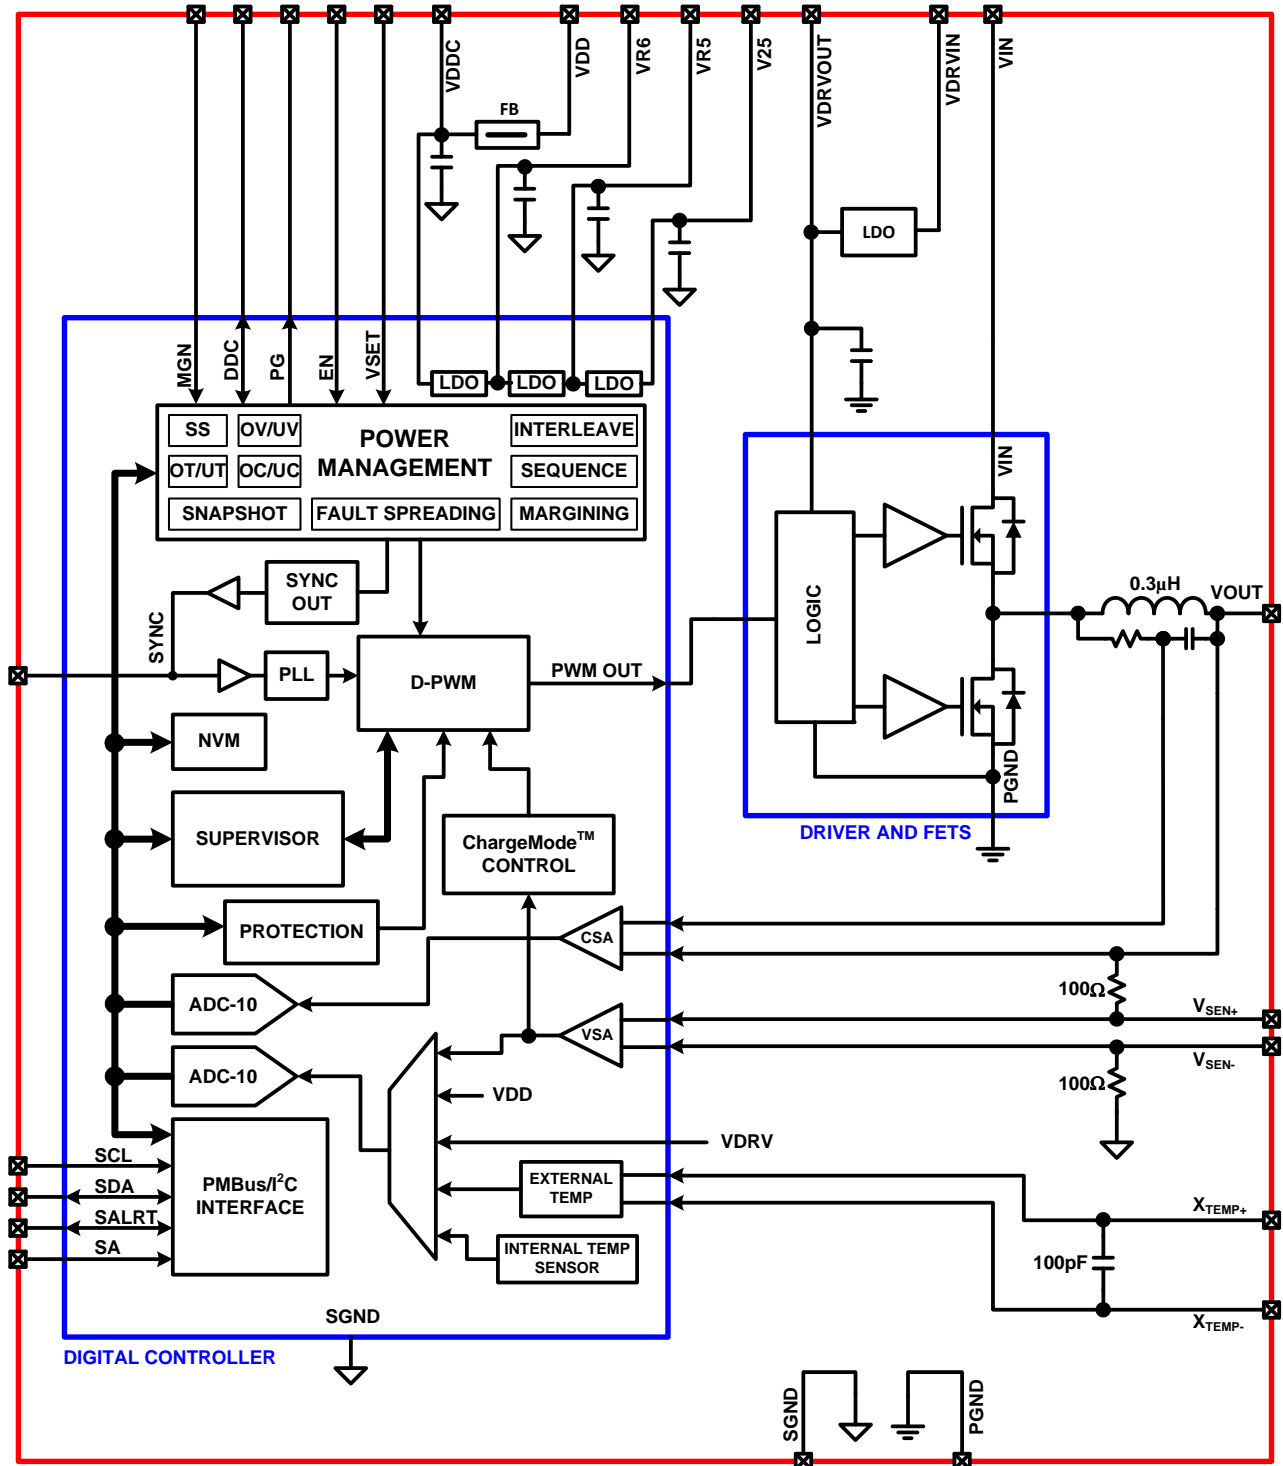 VDDC
VDD
VR6
VR5
V25
VDRVOUT
VDRVIN
VIN
FB
LDO
MGN
DDC
PG
EN
VSET
LDO
LDO
LDO
SS
OV/UV
POWER
MANAGEMENT
INTERLEAVE
OT/UT
OC/UC
SEQUENCE
SNAPSHOT
FAULT SPREADING
MARGINING
VIN
SYNC
OUT
SYNC
LOGIC
0.3µH
VOUT
PLL
D-PWM
PWM OUT
NVM
PGND
SUPERVISOR
ChargeMode™
CONTROL
DRIVER AND FETS
PROTECTION
CSA
ADC-10
100Ω
VSEN+
VSA
VSEN-
ADC-10
100Ω
VDD
VDRV
SCL
SDA
SALRT
SA
PMBus/I²C
INTERFACE
EXTERNAL
TEMP
XTEMP+
INTERNAL TEMP
SENSOR
100pF
XTEMP-
SGND
DIGITAL CONTROLLER
SGND
PGND